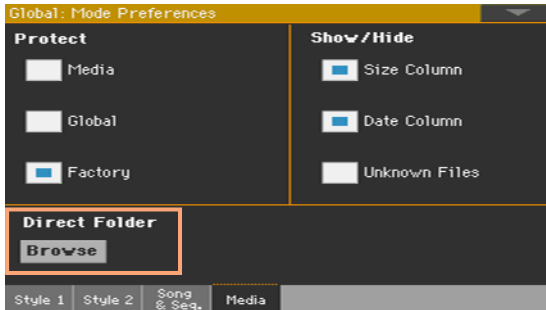 Global: Mode Preferences
Protect
Show/Hide
Media
Size Column
Global
Date Column
Factory
Unknown Files
Direct Folder
Browse
Style 1
Style 2
Song
& Seq.
Media